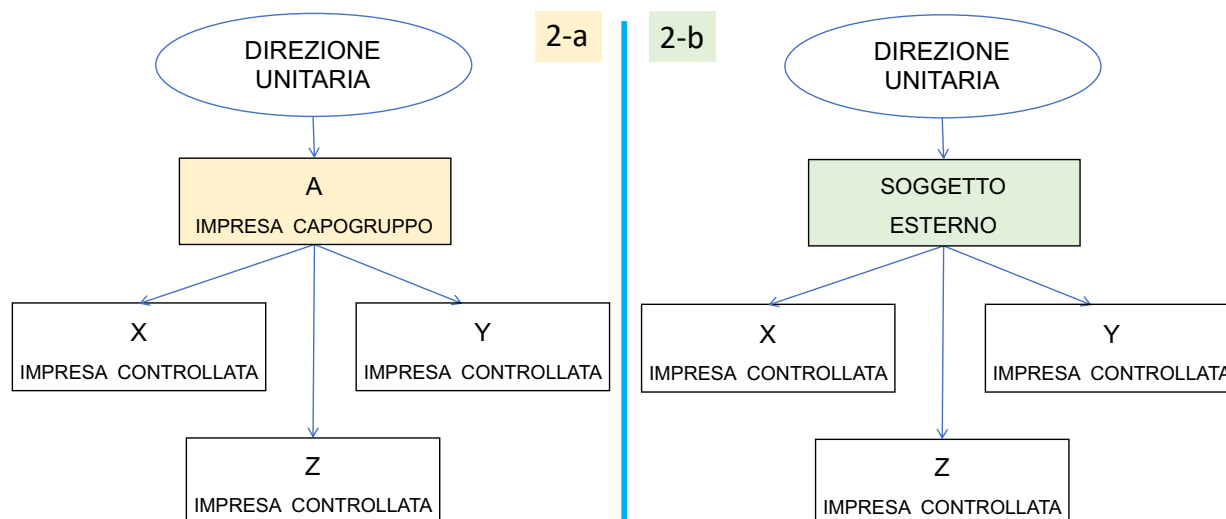 DIREZIONE
UNITARIA
2-a
A
IMPRESA CAPOGRUPPO
X
IMPRESA CONTROLLATA
Y
IMPRESA CONTROLLATA
Z
IMPRESA CONTROLLATA
2-b
DIREZIONE
UNITARIA
SOGGETTO
ESTERNO
X
IMPRESA CONTROLLATA
Y
IMPRESA CONTROLLATA
Z
IMPRESA CONTROLLATA